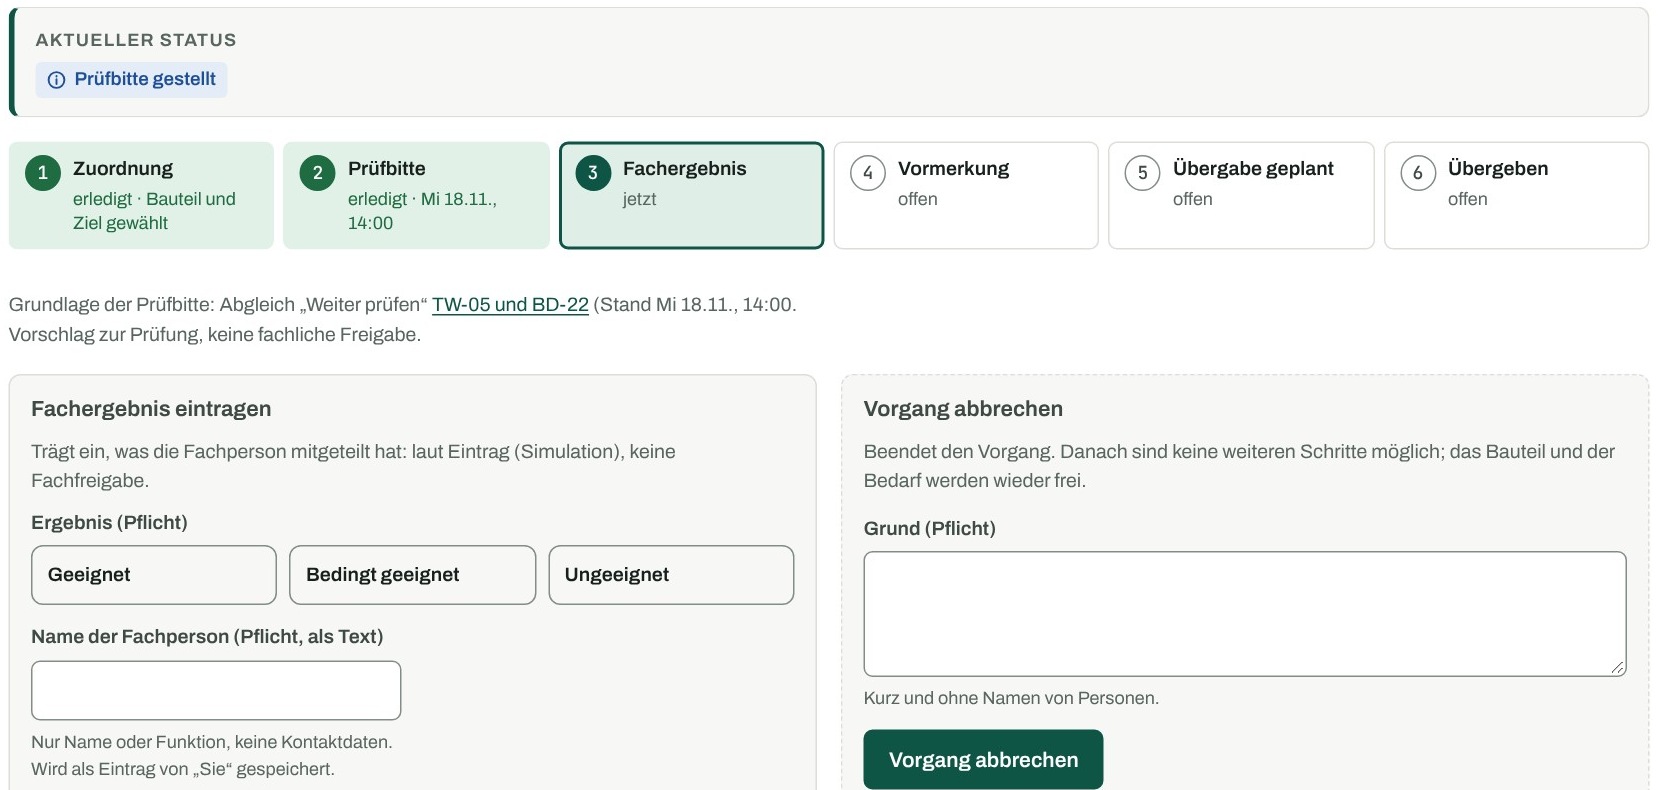 AKTUELLER STATUS
Prüfbitte gestellt
1 Zuordnung
erledigt · Bauteil und
Ziel gewählt
2 Prüfbitte
erledigt · Mi 18.11.,
14:00
3 Fachergebnis
jetzt
4 Vormerkung
offen
5 Übergabe geplant
offen
6 Übergeben
offen
Grundlage der Prüfbitte: Abgleich „Weiter prüfen“ TW-05 und BD-22 (Stand Mi 18.11., 14:00.
Vorschlag zur Prüfung, keine fachliche Freigabe.
Fachergebnis eintragen
Trägt ein, was die Fachperson mitgeteilt hat: laut Eintrag (Simulation), keine
Fachfreigabe.
Ergebnis (Pflicht)
Geeignet
Bedingt geeignet
Ungeeignet
Name der Fachperson (Pflicht, als Text)
Nur Name oder Funktion, keine Kontaktdaten.
Wird als Eintrag von „Sie“ gespeichert.
Vorgang abbrechen
Beendet den Vorgang. Danach sind keine weiteren Schritte möglich; das Bauteil und der
Bedarf werden wieder frei.
Grund (Pflicht)
Kurz und ohne Namen von Personen.
Vorgang abbrechen